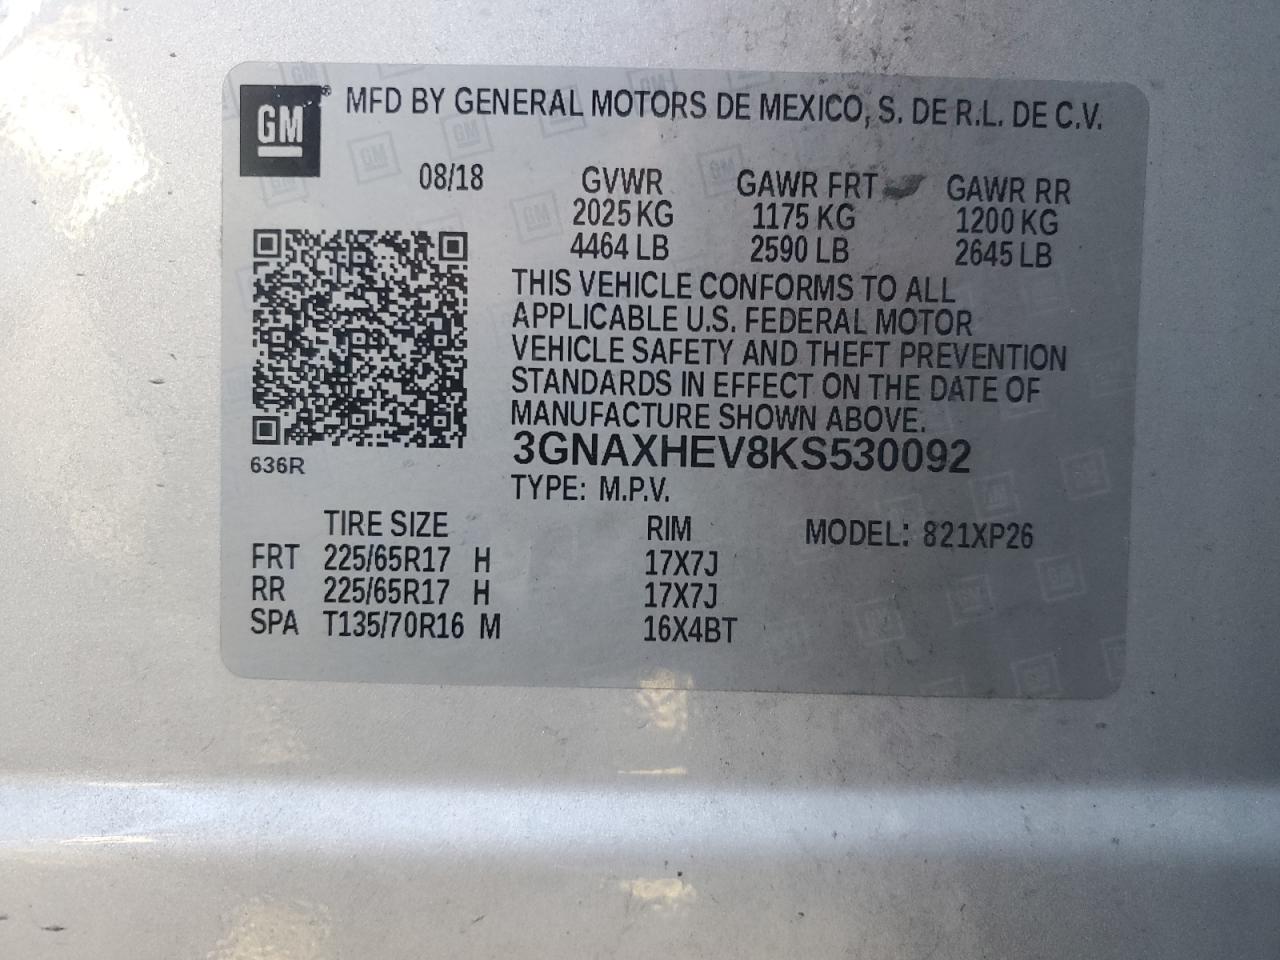 GM® MFD BY GENERAL MOTORS DE MEXICO, S. DE R.L. DE C.V.
08/18 GVWR GAWR FRT GAWR RR
2025 KG 1175 KG 1200 KG
4464 LB 2590 LB 2645 LB
THIS VEHICLE CONFORMS TO ALL
APPLICABLE U.S. FEDERAL MOTOR
VEHICLE SAFETY AND THEFT PREVENTION
STANDARDS IN EFFECT ON THE DATE OF
MANUFACTURE SHOWN ABOVE.
3GNAXHEV8KS530092
636R
TYPE: M.P.V.
TIRE SIZE RIM MODEL: 821XP26
FRT 225/65R17 H 17X7J
RR 225/65R17 H 17X7J
SPA T135/70R16 M 16X4BT